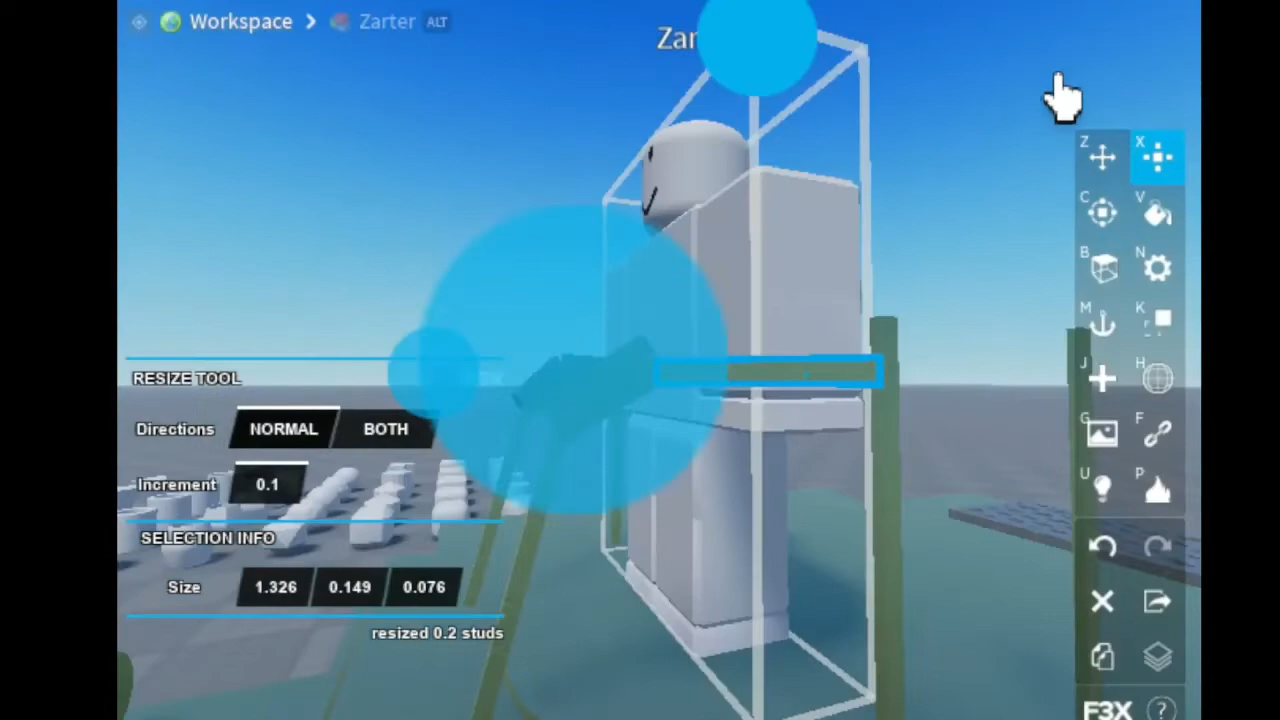 Workspace > Zarter ALT
Zar
Z X
C V
B N
M K
J H
G F
U P
RESIZE TOOL
Directions NORMAL BOTH
Increment 0.1
SELECTION INFO
Size 1.326 0.149 0.076
resized 0.2 studs
F3X ?